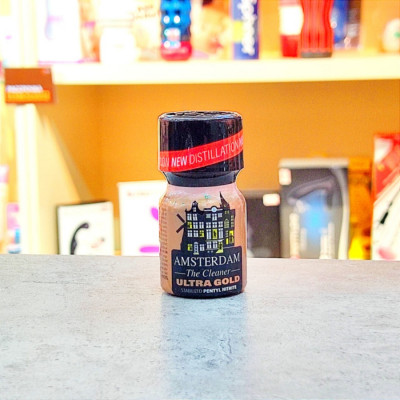 NEW DISTILLATION
AMSTERDAM
The Cleaner
ULTRA GOLD
PENTYL NITRITE